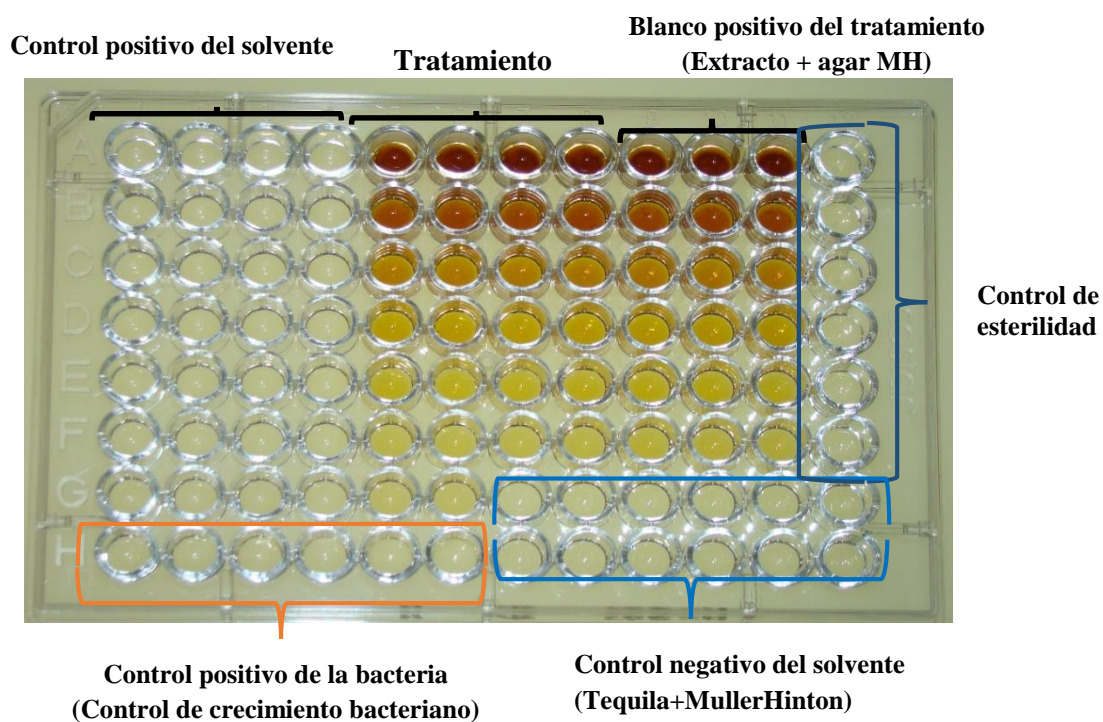 Control positivo del solvente
Tratamiento
Blanco positivo del tratamiento
(Extracto + agar MH)
A
B
C
D
E
F
G
H
Control de
esterilidad
Control positivo de la bacteria
(Control de crecimiento bacteriano)
Control negativo del solvente
(Tequila+MullerHinton)